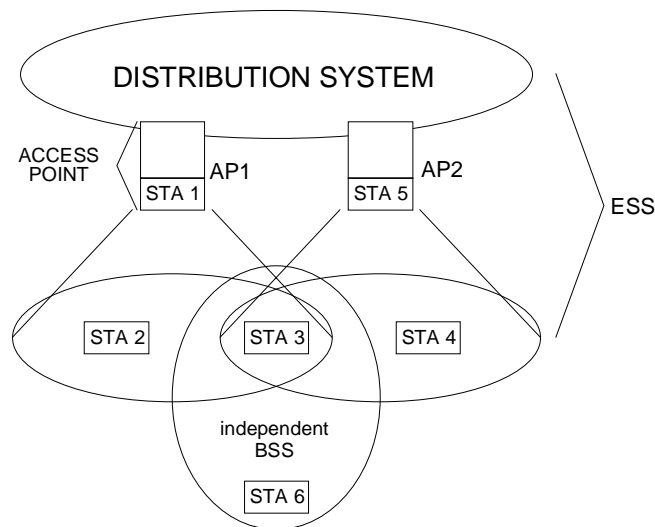 DISTRIBUTION SYSTEM
ACCESS
POINT
AP1
AP2
STA 1
STA 5
ESS
STA 2
STA 3
STA 4
independent
BSS
STA 6